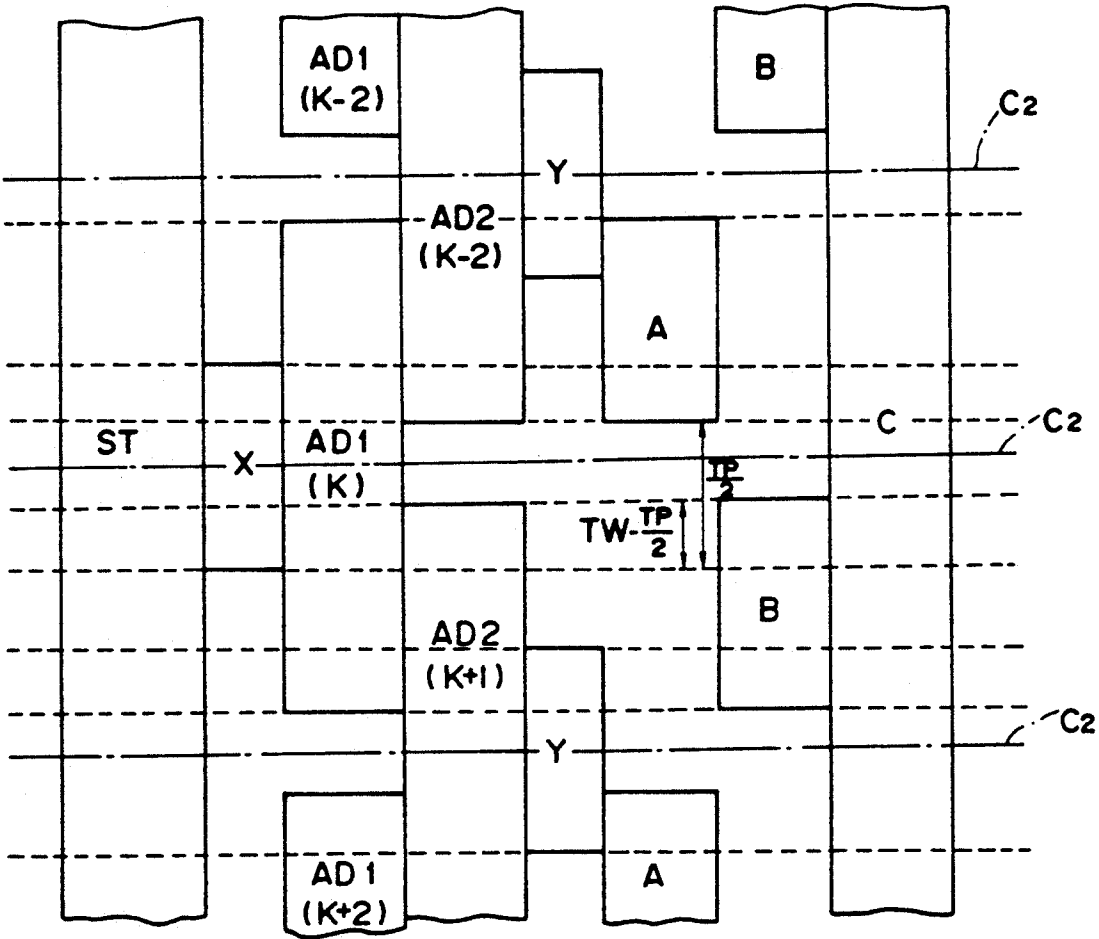 AD1
(K-2)
B
C2
Y
AD2
(K-2)
A
C
C2
ST
X
AD1
(K)
TP
2
TW-TP
2
B
AD2
(K+1)
C2
Y
AD1
(K+2)
A